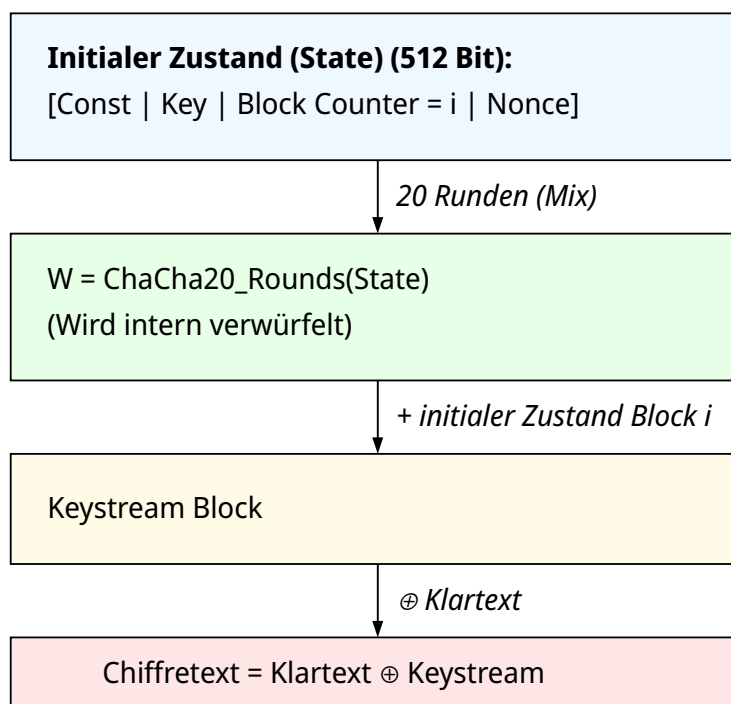 Initialer Zustand (State) (512 Bit):
[Const | Key | Block Counter = i | Nonce]
20 Runden (Mix)
W = ChaCha20_Rounds(State)
(Wird intern verwürfelt)
+ initialer Zustand Block i
Keystream Block
⊕ Klartext
Chiffretext = Klartext ⊕ Keystream